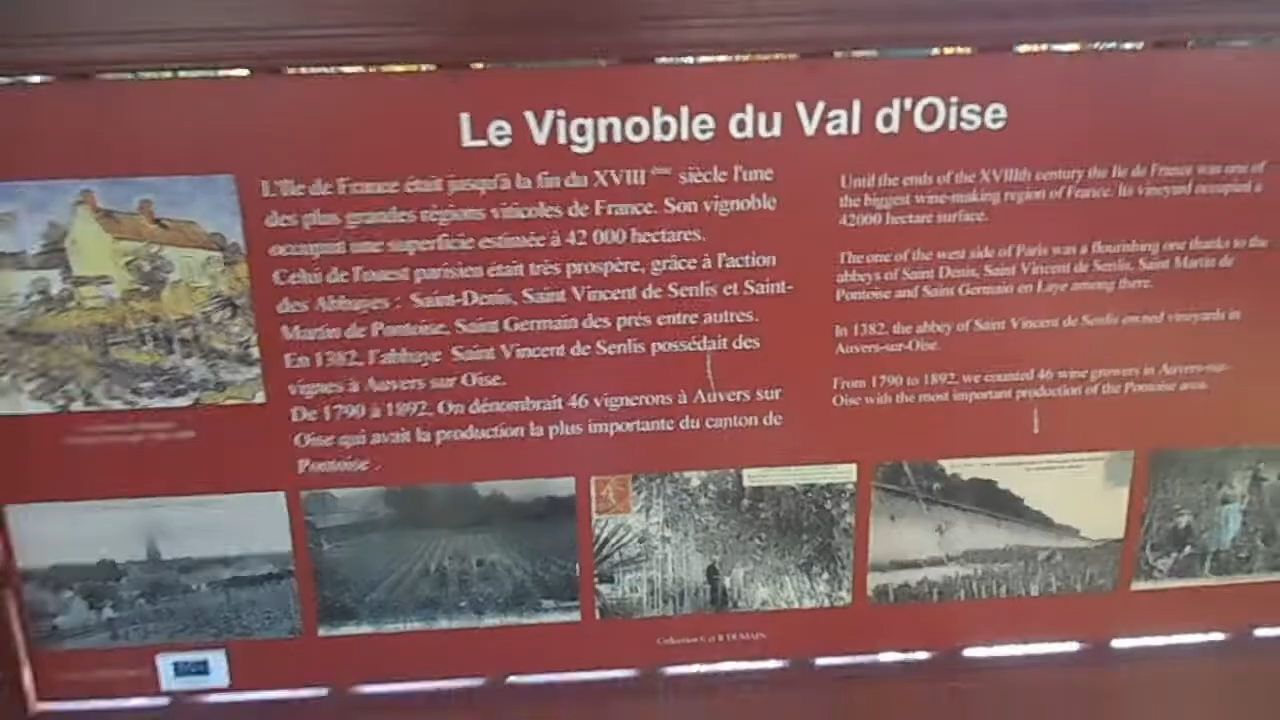 Le Vignoble du Val d'Oise
L'Ile de France était jusqu'à la fin du XVIII ème siècle l'une
des plus grandes régions viticoles de France. Son vignoble
occupait une superficie estimée à 42 000 hectares.
Celui de l'ouest parisien était très prospère, grâce à l'action
des Abbayes : Saint-Denis, Saint Vincent de Senlis et Saint-
Martin de Pontoise, Saint Germain des prés entre autres.
En 1382, l'abbaye Saint Vincent de Senlis possédait des
vignes à Auvers sur Oise.
De 1790 à 1892, On dénombrait 46 vignerons à Auvers sur
Oise qui avait la production la plus importante du canton de
Pontoise .
Until the ends of the XVIIIth century the Ile de France was one of
the biggest wine-making region of France. Its vineyard occupied a
42000 hectare surface.
The one of the west side of Paris was a flourishing one thanks to the
abbeys of Saint Denis, Saint Vincent de Senlis, Saint Martin de
Pontoise and Saint Germain en Laye among there.
In 1382, the abbey of Saint Vincent de Senlis owned vineyards in
Auvers-sur-Oise.
From 1790 to 1892, we counted 46 wine growers in Auvers-sur-
Oise with the most important production of the Pontoise area.
Collection